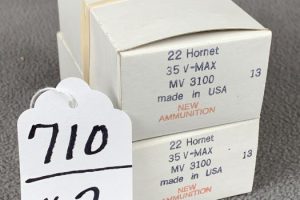 22 Hornet
35 V-MAX
MV 3100
made in USA
13
NEW
AMMUNITION
22 Hornet
35 V-MAX
MV 3100
made in USA
13
NEW
AMMUNITION
710